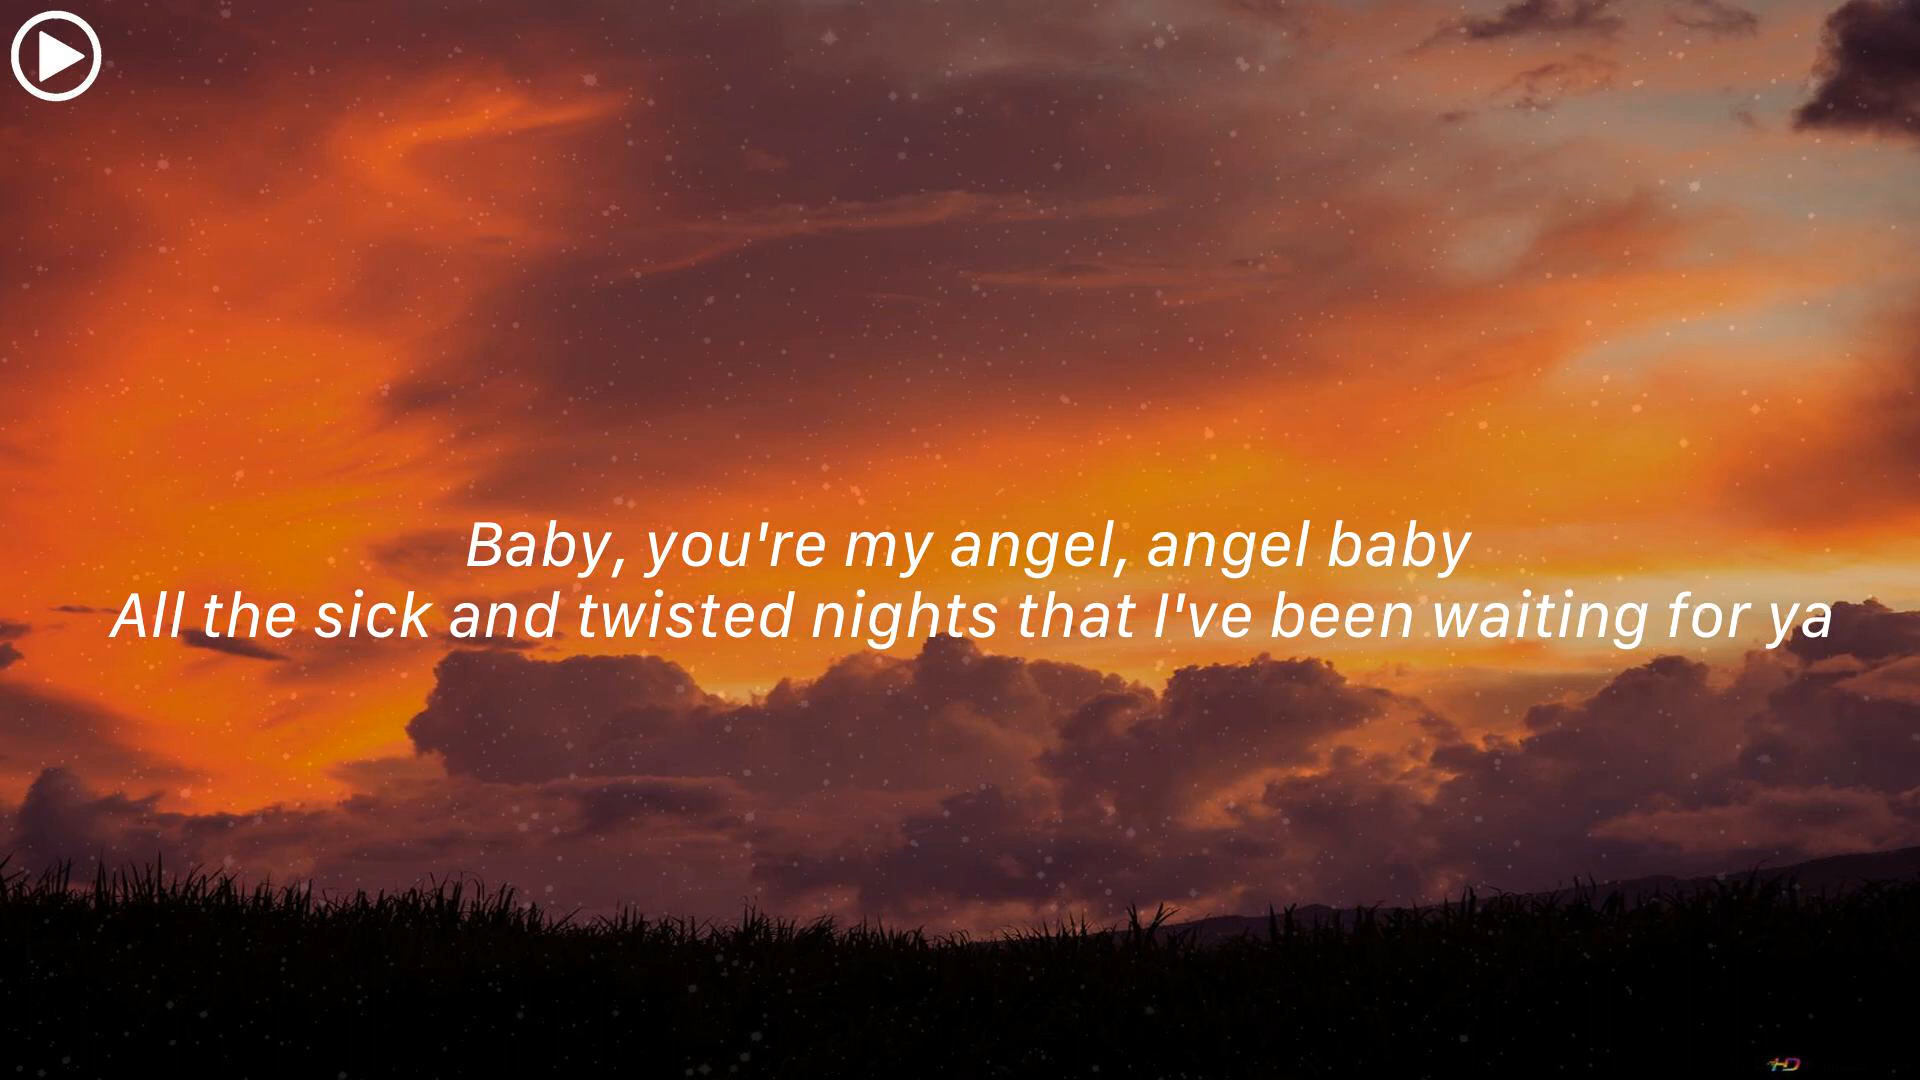 Baby, you're my angel, angel baby
All the sick and twisted nights that I've been waiting for ya
HD